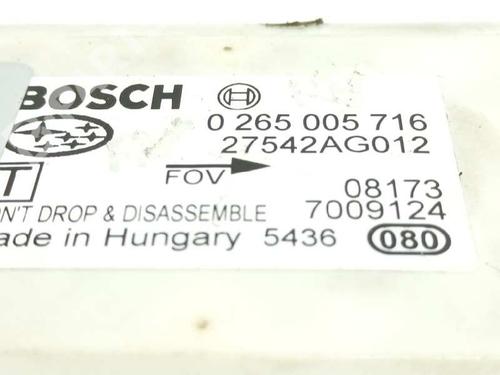 BOSCH 0 265 005 716
27542AG012
T FOV 08173
N'T DROP & DISASSEMBLE 7009124
ade in Hungary 5436 080